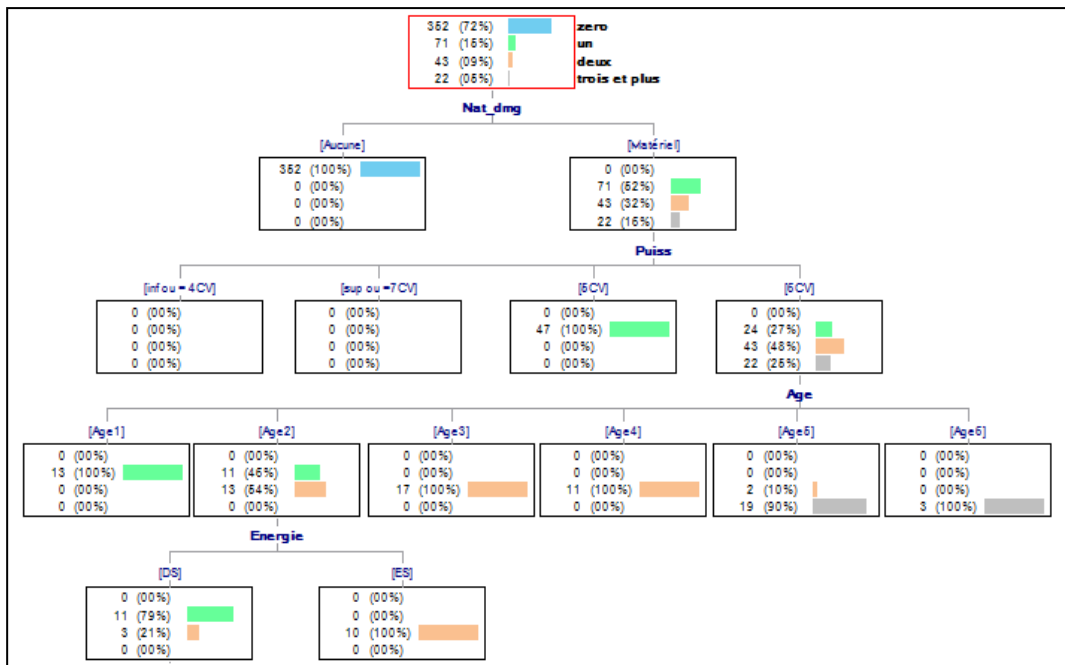 352 (72%) zero
71 (15%) un
43 (09%) deux
22 (05%) trois et plus
Nat_dmg
[Aucune] [Matériel]
352 (100%) 0 (00%)
0 (00%) 71 (52%)
0 (00%) 43 (32%)
0 (00%) 22 (16%)
Puiss
[inf ou = 4CV] [sup ou =7CV] [5CV] [6CV]
0 (00%) 0 (00%) 0 (00%) 0 (00%)
0 (00%) 0 (00%) 47 (100%) 24 (27%)
0 (00%) 0 (00%) 0 (00%) 43 (48%)
0 (00%) 0 (00%) 0 (00%) 22 (25%)
Age
[Age1] [Age2] [Age3] [Age4] [Age5] [Age6]
0 (00%) 0 (00%) 0 (00%) 0 (00%) 0 (00%) 0 (00%)
13 (100%) 11 (46%) 0 (00%) 0 (00%) 0 (00%) 0 (00%)
0 (00%) 13 (54%) 17 (100%) 11 (100%) 2 (10%) 0 (00%)
0 (00%) 0 (00%) 0 (00%) 0 (00%) 19 (90%) 3 (100%)
Energie
[DS] [ES]
0 (00%) 0 (00%)
11 (79%) 0 (00%)
3 (21%) 10 (100%)
0 (00%) 0 (00%)